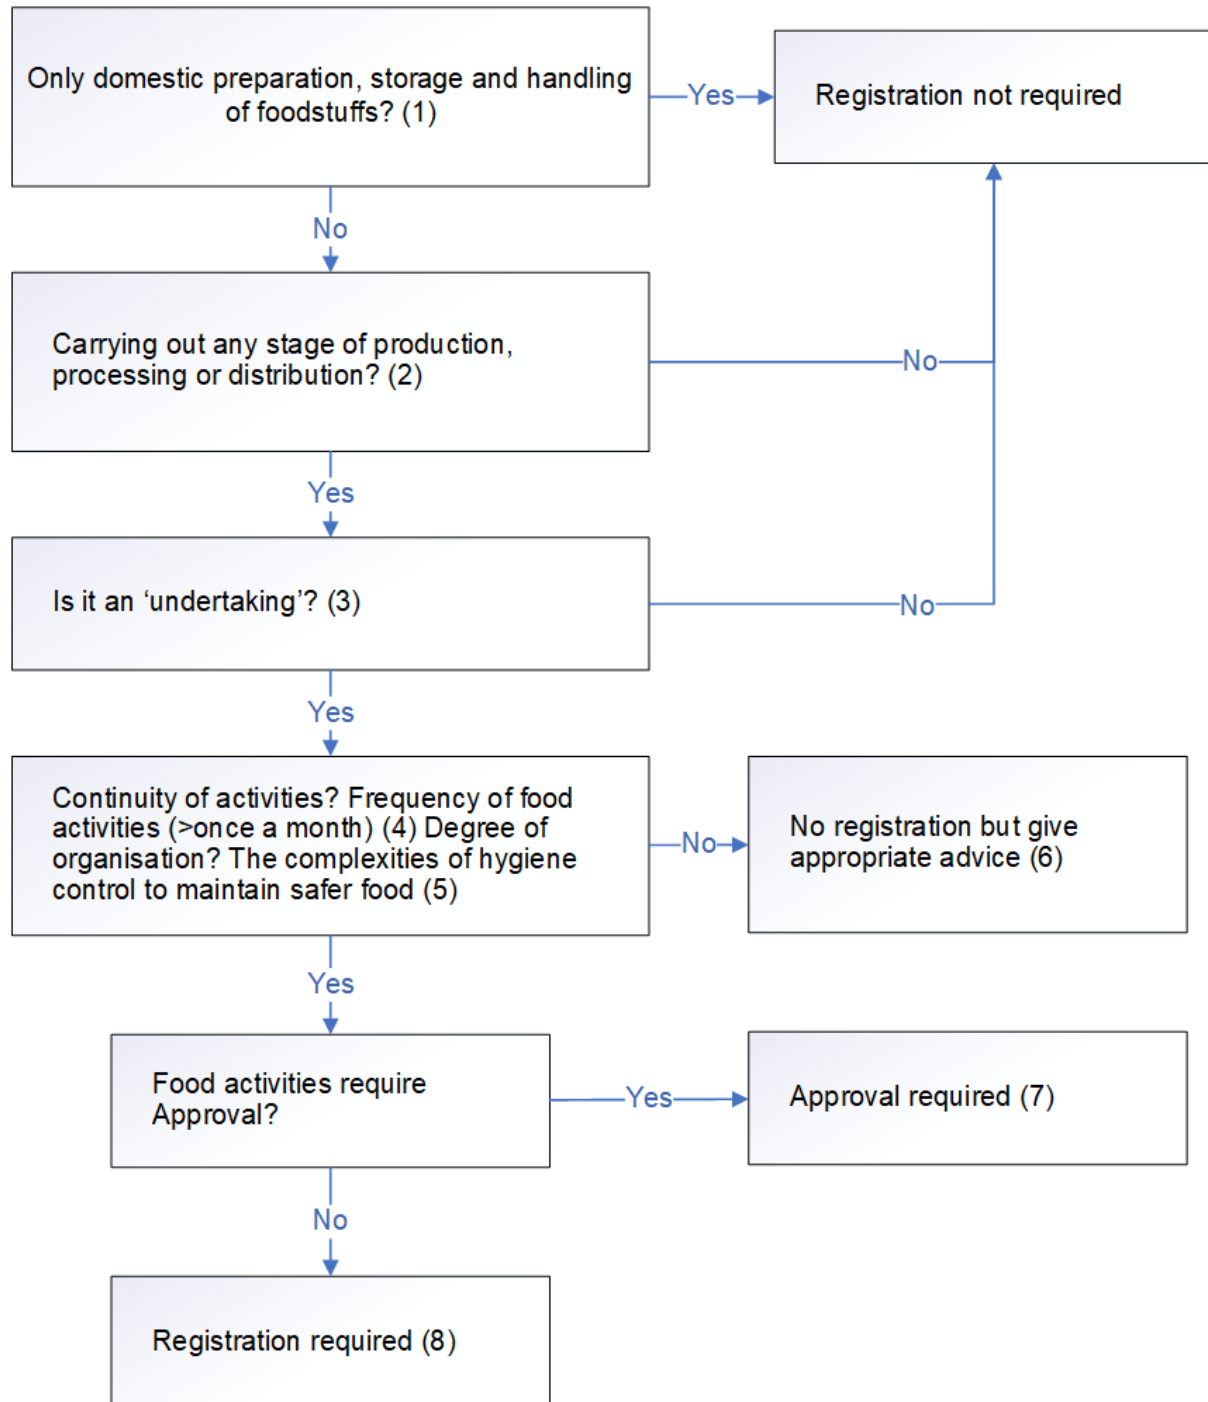 Only domestic preparation, storage and handling
of foodstuffs? (1)
Yes
Registration not required
No
Carrying out any stage of production,
processing or distribution? (2)
No
Yes
Is it an ‘undertaking’? (3)
No
Yes
Continuity of activities? Frequency of food
activities (>once a month) (4) Degree of
organisation? The complexities of hygiene
control to maintain safer food (5)
No
No registration but give
appropriate advice (6)
Yes
Food activities require
Approval?
Yes
Approval required (7)
No
Registration required (8)